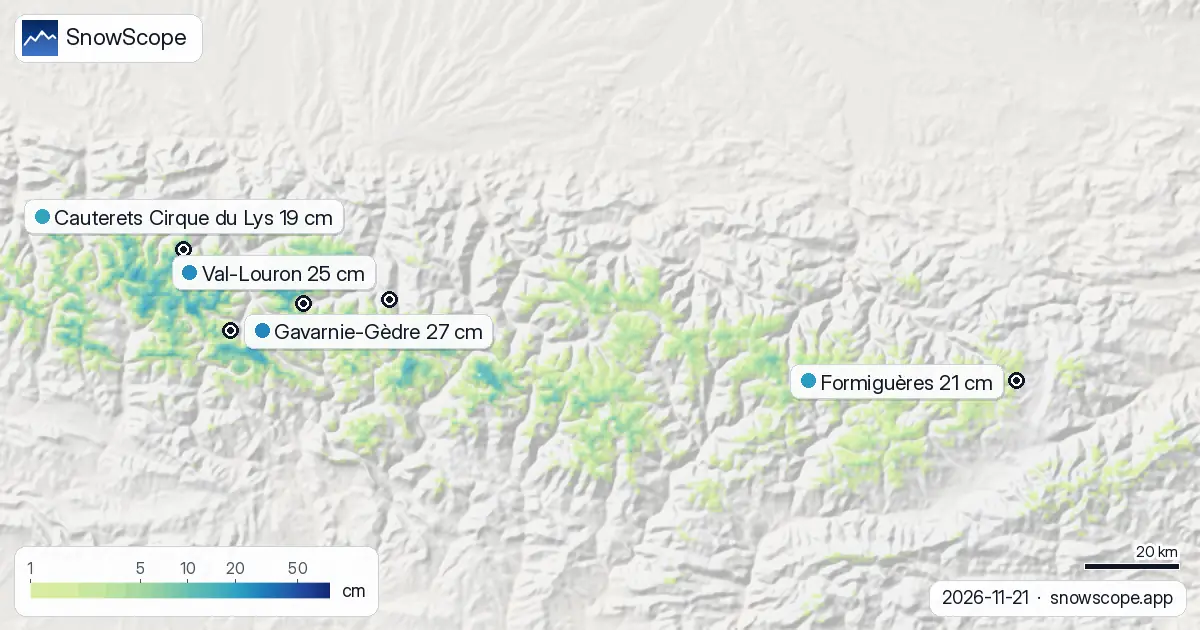 SnowScope
Cauterets Cirque du Lys 19 cm
Val-Louron 25 cm
Gavarnie-Gèdre 27 cm
Formiguères 21 cm
1 5 10 20 50
cm
20 km
2026-11-21 · snowscope.app